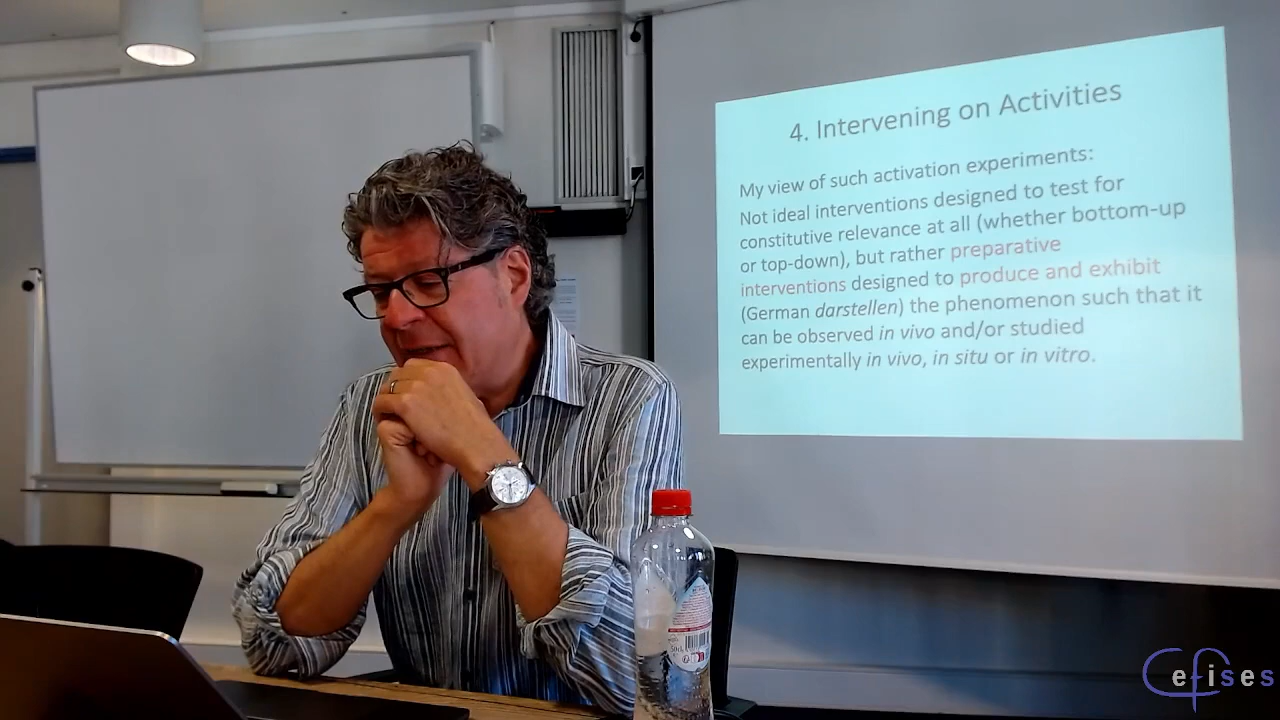 4. Intervening on Activities
My view of such activation experiments:
Not ideal interventions designed to test for
constitutive relevance at all (whether bottom-up
or top-down), but rather preparative
interventions designed to produce and exhibit
(German darstellen) the phenomenon such that it
can be observed in vivo and/or studied
experimentally in vivo, in situ or in vitro.
Cefises